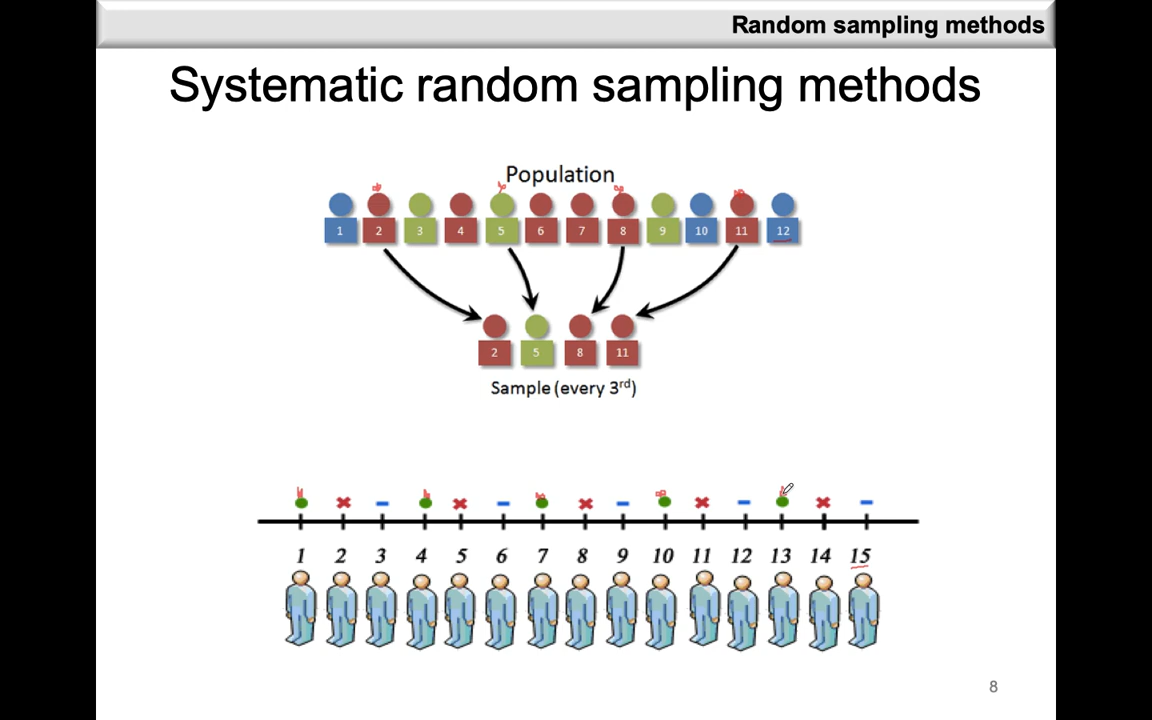 Random sampling methods
Systematic random sampling methods
Population
1 2 3 4 5 6 7 8 9 10 11 12
2 5 8 11
Sample (every 3rd)
1 2 3 4 5 6 7 8 9 10 11 12 13 14 15
8